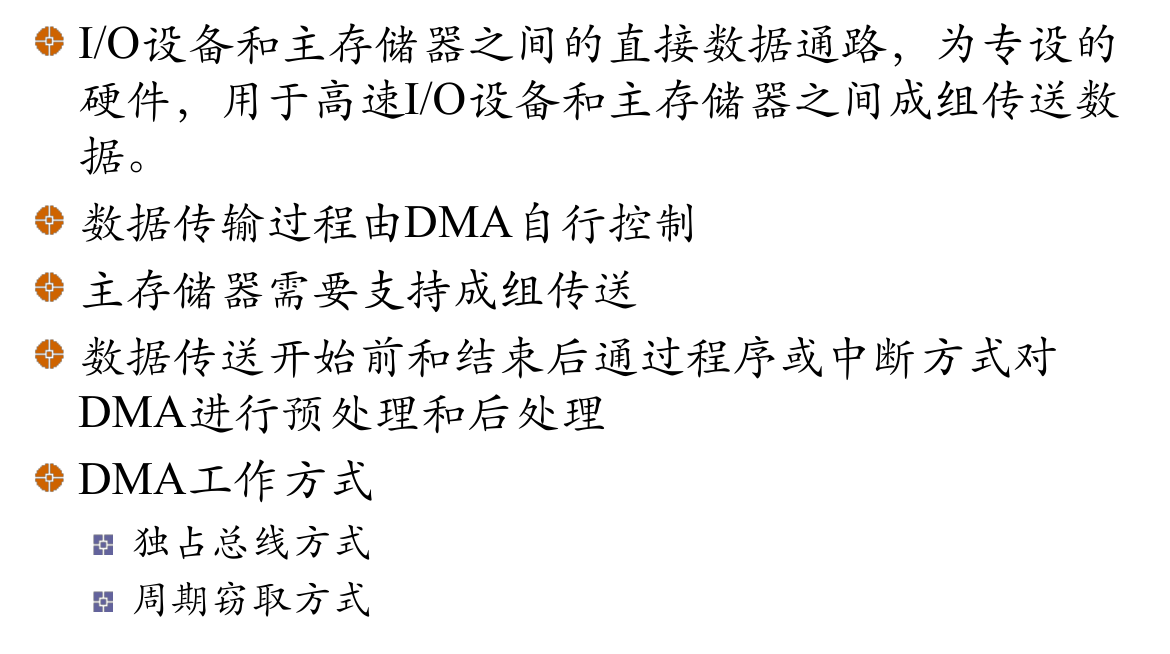 I/O设备和主存储器之间的直接数据通路，为专设的
硬件，用于高速I/O设备和主存储器之间成组传送数
据。
数据传输过程由DMA自行控制
主存储器需要支持成组传送
数据传送开始前和结束后通过程序或中断方式对
DMA进行预处理和后处理
DMA工作方式
独占总线方式
周期窃取方式